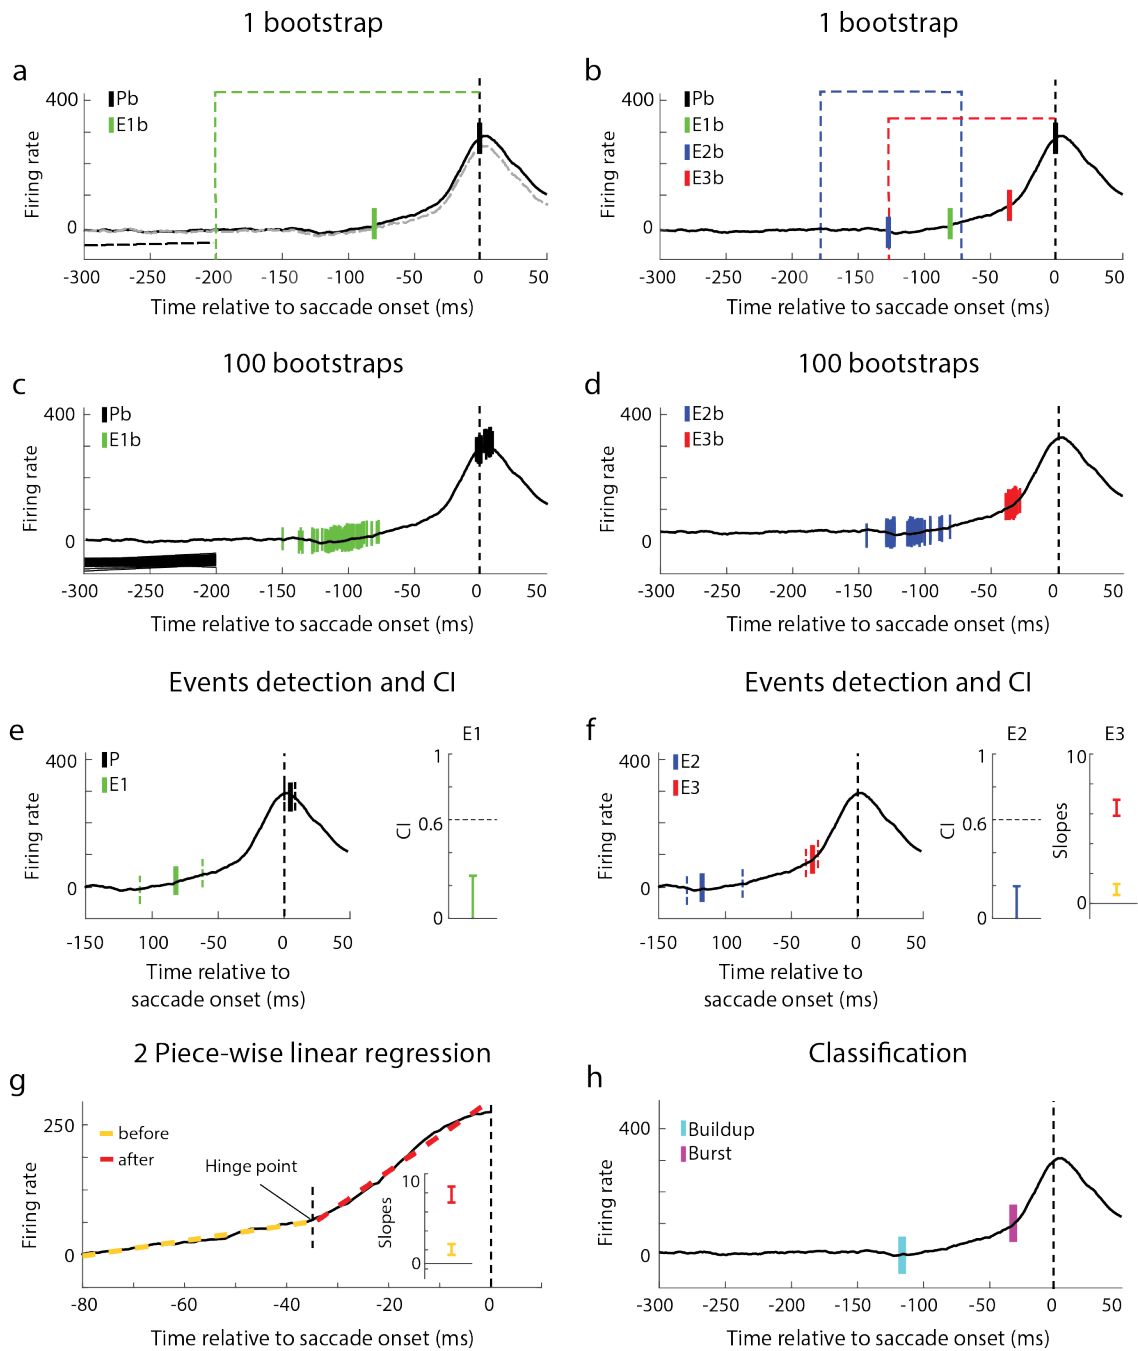 1 bootstrap
1 bootstrap
a
400
0
Firing rate
Pb
E1b
-300 -250 -200 -150 -100 -50 0 50
Time relative to saccade onset (ms)
b
400
0
Firing rate
Pb
E1b
E2b
E3b
-300 -250 -200 -150 -100 -50 0 50
Time relative to saccade onset (ms)
100 bootstraps
100 bootstraps
c
400
0
Firing rate
Pb
E1b
-300 -250 -200 -150 -100 -50 0 50
Time relative to saccade onset (ms)
d
400
0
Firing rate
E2b
E3b
-300 -250 -200 -150 -100 -50 0 50
Time relative to saccade onset (ms)
Events detection and CI
Events detection and CI
e
400
0
Firing rate
P
E1
-150 100 -50 0 50
Time relative to
saccade onset (ms)
E1
1
0.6
0
CI
f
400
0
Firing rate
E2
E3
-150 100 -50 0 50
Time relative to
saccade onset (ms)
E2
1
0.6
0
CI
E3
10
0
Slopes
2 Piece-wise linear regression
Classification
g
250
0
Firing rate
before
after
Hinge point
10
0
Slopes
-80 -60 -40 -20 0
Time relative to saccade onset (ms)
h
400
0
Firing rate
Buildup
Burst
-300 -250 -200 -150 -100 -50 0 50
Time relative to saccade onset (ms)